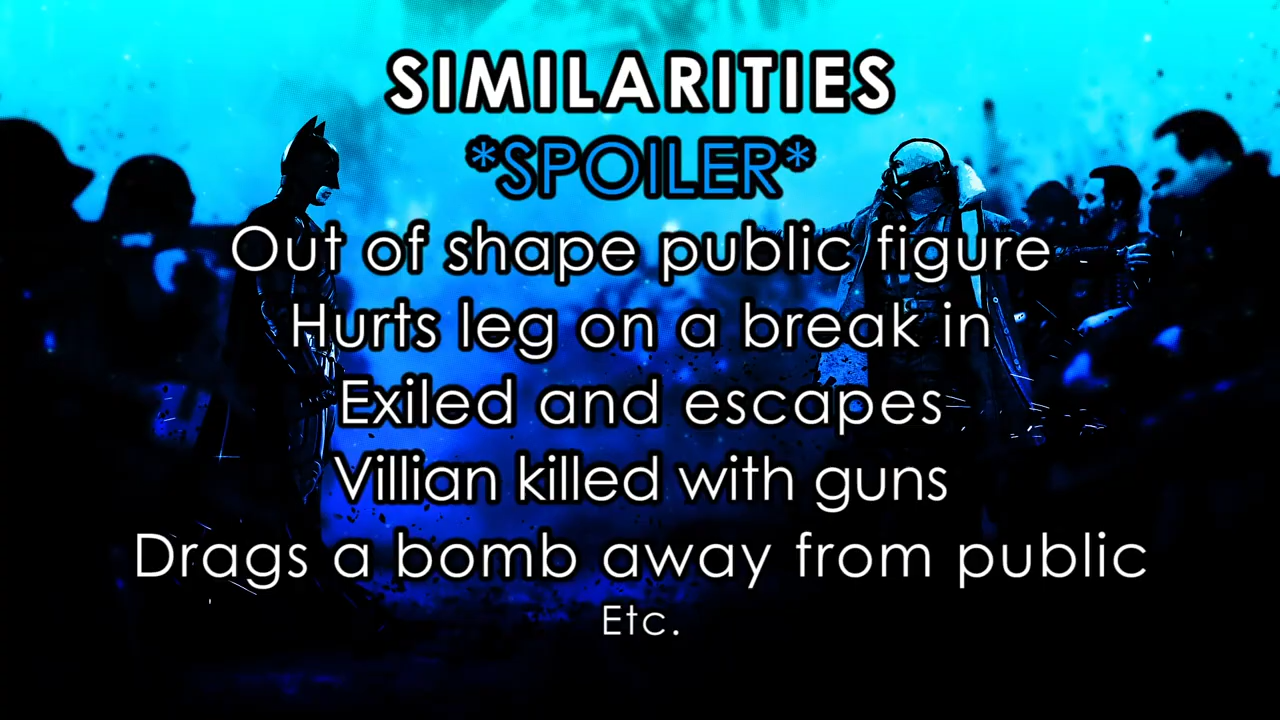 SIMILARITIES
*SPOILER*
Out of shape public figure
Hurts leg on a break in
Exiled and escapes
Villian killed with guns
Drags a bomb away from public
Etc.